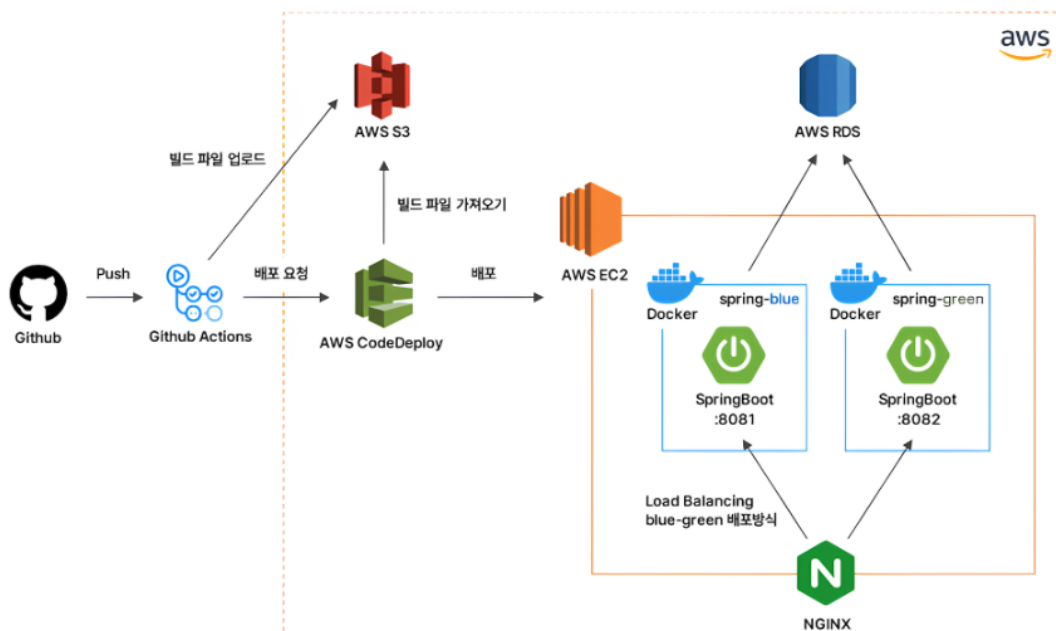 aws
AWS S3
AWS RDS
빌드 파일 업로드
빌드 파일 가져오기
AWS EC2
Push
배포 요청
배포
Github
Github Actions
AWS CodeDeploy
Docker
spring-blue
Docker
spring-green
SpringBoot
:8081
SpringBoot
:8082
Load Balancing
blue-green 배포방식
N
NGINX